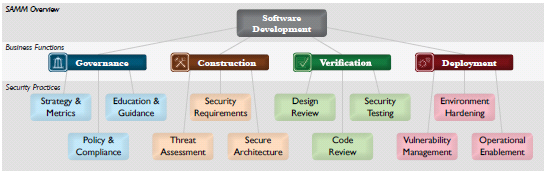 SAMM Overview
Software
Development
Business Functions
Governance
Construction
Verification
Deployment
Security Practices
Strategy &
Metrics
Education &
Guidance
Security
Requirements
Design
Review
Security
Testing
Environment
Hardening
Policy &
Compliance
Threat
Assessment
Secure
Architecture
Code
Review
Vulnerability
Management
Operational
Enablement